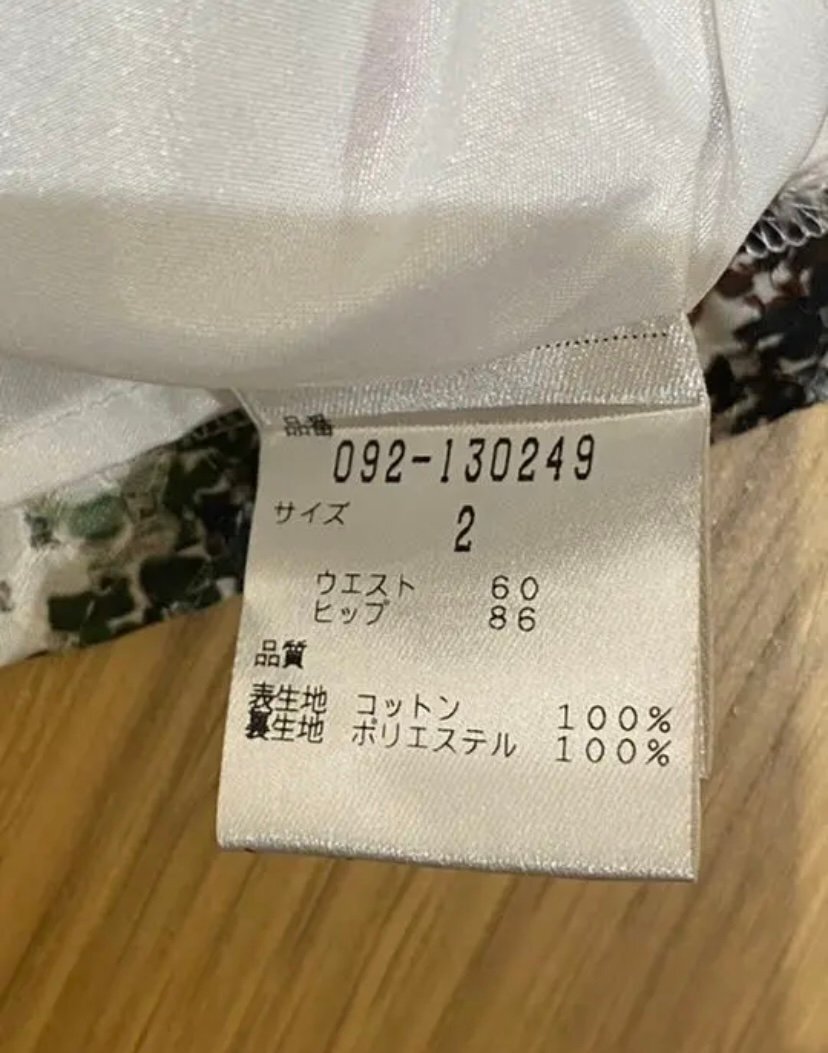 品種
092-130249
サイズ 2
ウエスト 60
ヒップ 86
品質
表生地 コットン 100%
裏生地 ポリエステル 100%